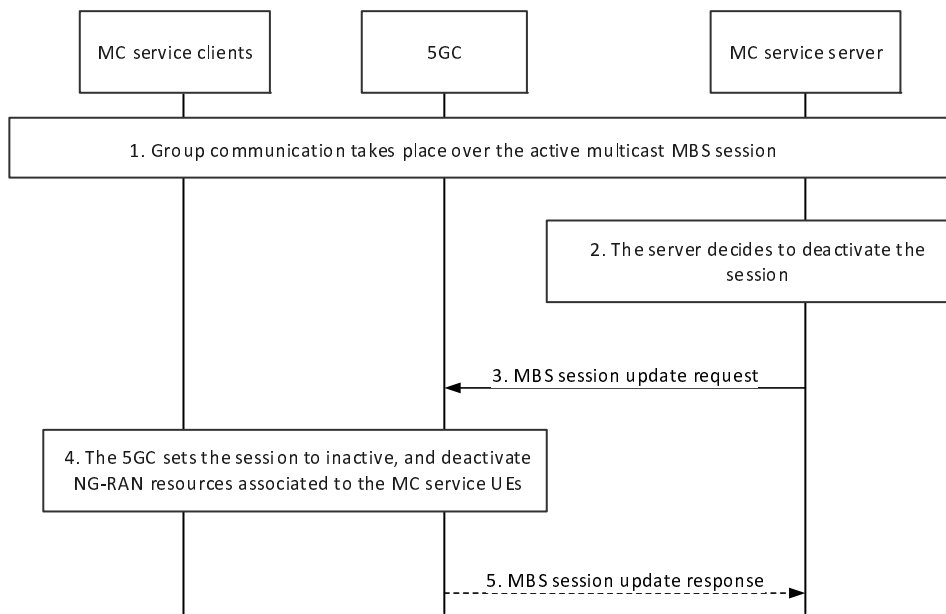 MC service clients
5GC
MC service server
1. Group communication takes place over the active multicast MBS session
2. The server decides to deactivate the
session
3. MBS session update request
4. The 5GC sets the session to inactive, and deactivate
NG-RAN resources associated to the MC service UEs
5. MBS session update response